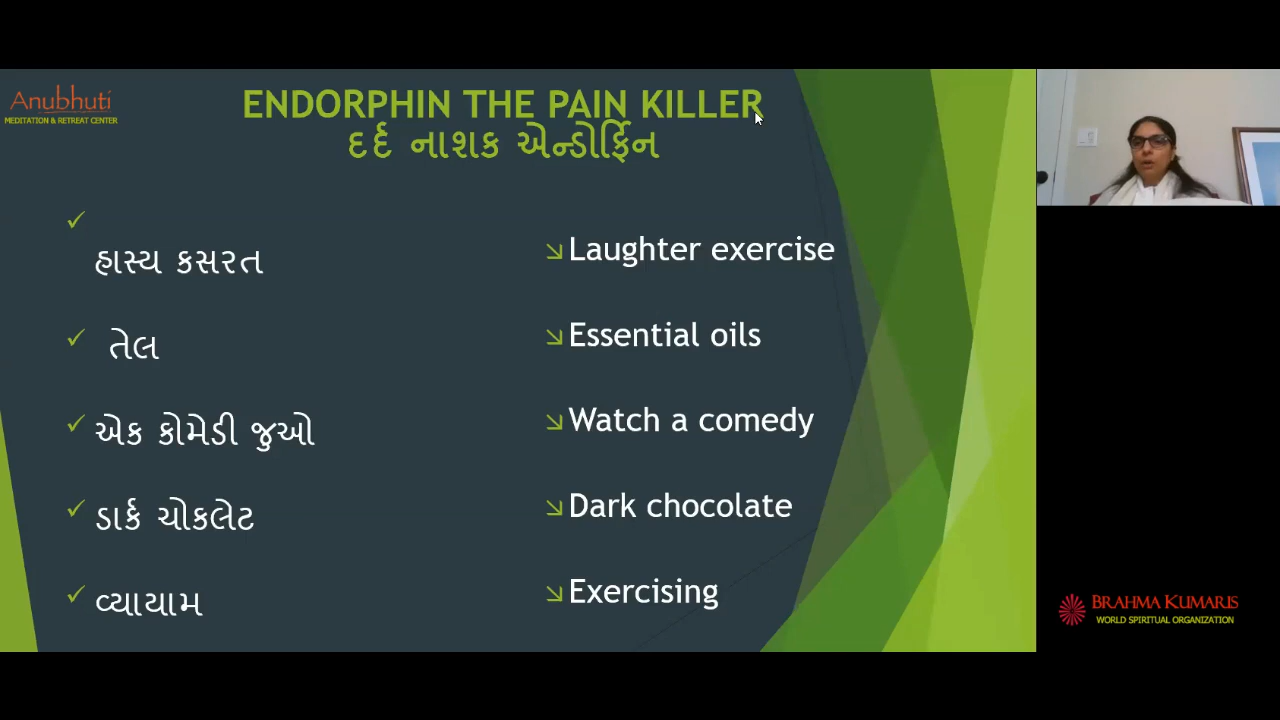 Anubhuti
MEDITATION & RETREAT CENTER
ENDORPHIN THE PAIN KILLER
દર્દ નાશક એન્ડોર્ફિન
હાસ્ય કસરત
તેલ
એક કોમેડી જુઓ
ડાર્ક ચોકલેટ
વ્યાયામ
Laughter exercise
Essential oils
Watch a comedy
Dark chocolate
Exercising
BRAHMA KUMARIS
WORLD SPIRITUAL ORGANIZATION